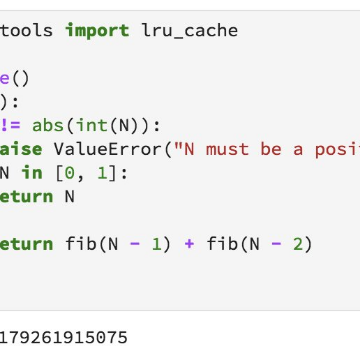 tools import lru_cache
e()
):
!= abs(int(N)):
aise ValueError("N must be a posi
N in [0, 1]:
eturn N
eturn fib(N - 1) + fib(N - 2)
179261915075